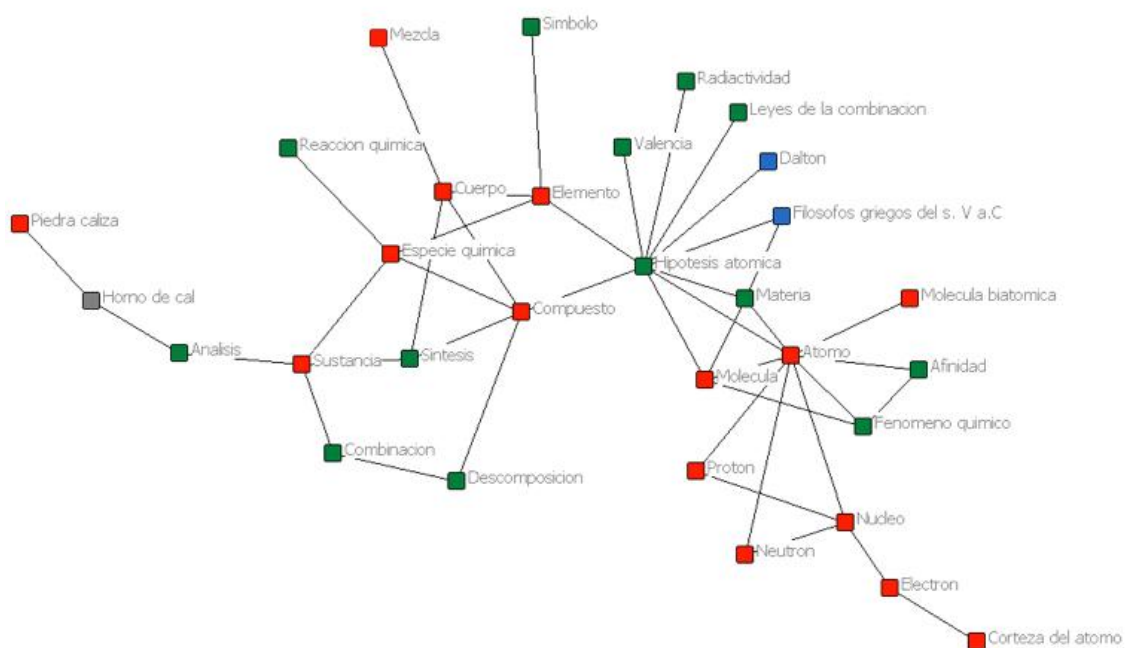 Simbolo
Mezcla
Radiactividad
Leyes de la combinacion
Reaccion quimica
Valencia
Dalton
Cuerpo
Elemento
Filosofos griegos del s. V a.C
Piedra caliza
Especie quimica
Hipotesis atomica
Horno de cal
Materia
Molecula biatomica
Compuesto
Analisis
Sustancia
Sintesis
Atomo
Molecula
Afinidad
Fenomeno quimico
Combinacion
Descomposicion
Proton
Nucleo
Neutron
Electron
Corteza del atomo